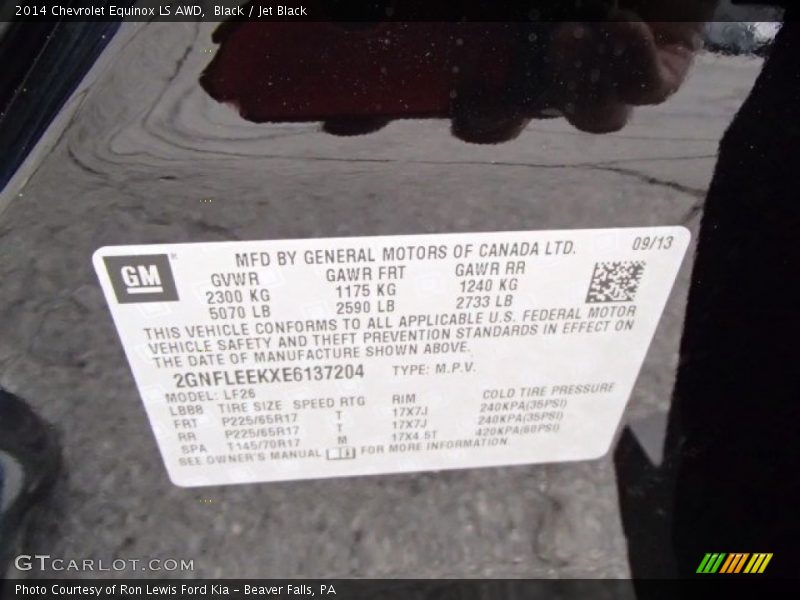 2014 Chevrolet Equinox LS AWD, Black / Jet Black
GM
MFD BY GENERAL MOTORS OF CANADA LTD. 09/13
GVWR GAWR FRT GAWR RR
2300 KG 1175 KG 1240 KG
5070 LB 2590 LB 2733 LB
THIS VEHICLE CONFORMS TO ALL APPLICABLE U.S. FEDERAL MOTOR
VEHICLE SAFETY AND THEFT PREVENTION STANDARDS IN EFFECT ON
THE DATE OF MANUFACTURE SHOWN ABOVE.
2GNFLEEKXE6137204 TYPE: M.P.V.
MODEL: LF26
LBB8 TIRE SIZE SPEED RTG RIM COLD TIRE PRESSURE
FRT P225/65R17 T 17X7J 240KPA(35PSI)
RR P225/65R17 T 17X7J 240KPA(35PSI)
SPA T145/70R17 M 17X4.5T 420KPA(60PSI)
SEE OWNER'S MANUAL FOR MORE INFORMATION
GTCARLOT.COM
Photo Courtesy of Ron Lewis Ford Kia – Beaver Falls, PA